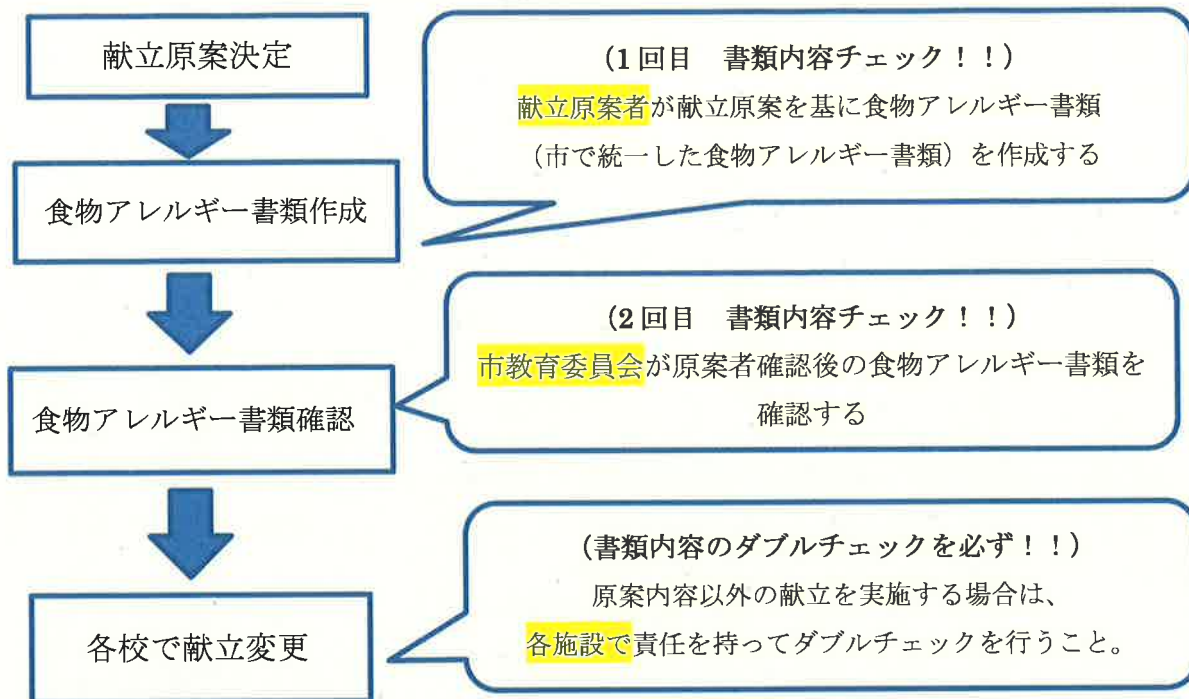 献立原案決定
(1回目　書類内容チェック！！)
献立原案者が献立原案を基に食物アレルギー書類
（市で統一した食物アレルギー書類）を作成する
食物アレルギー書類作成
(2回目　書類内容チェック！！)
市教育委員会が原案者確認後の食物アレルギー書類を
確認する
食物アレルギー書類確認
(書類内容のダブルチェックを必ず！！)
原案内容以外の献立を実施する場合は、
各施設で責任を持ってダブルチェックを行うこと。
各校で献立変更